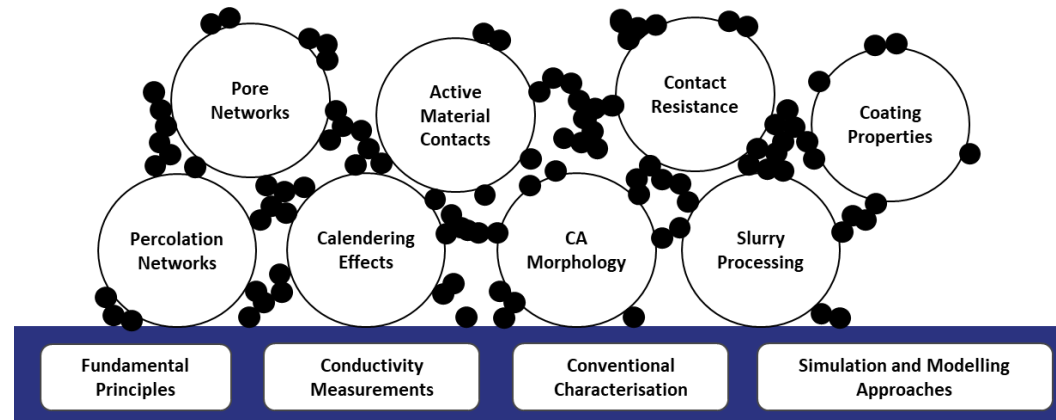 Pore
Networks
Active
Material
Contacts
Contact
Resistance
Coating
Properties
Percolation
Networks
Calendering
Effects
CA
Morphology
Slurry
Processing
Fundamental
Principles
Conductivity
Measurements
Conventional
Characterisation
Simulation and Modelling
Approaches